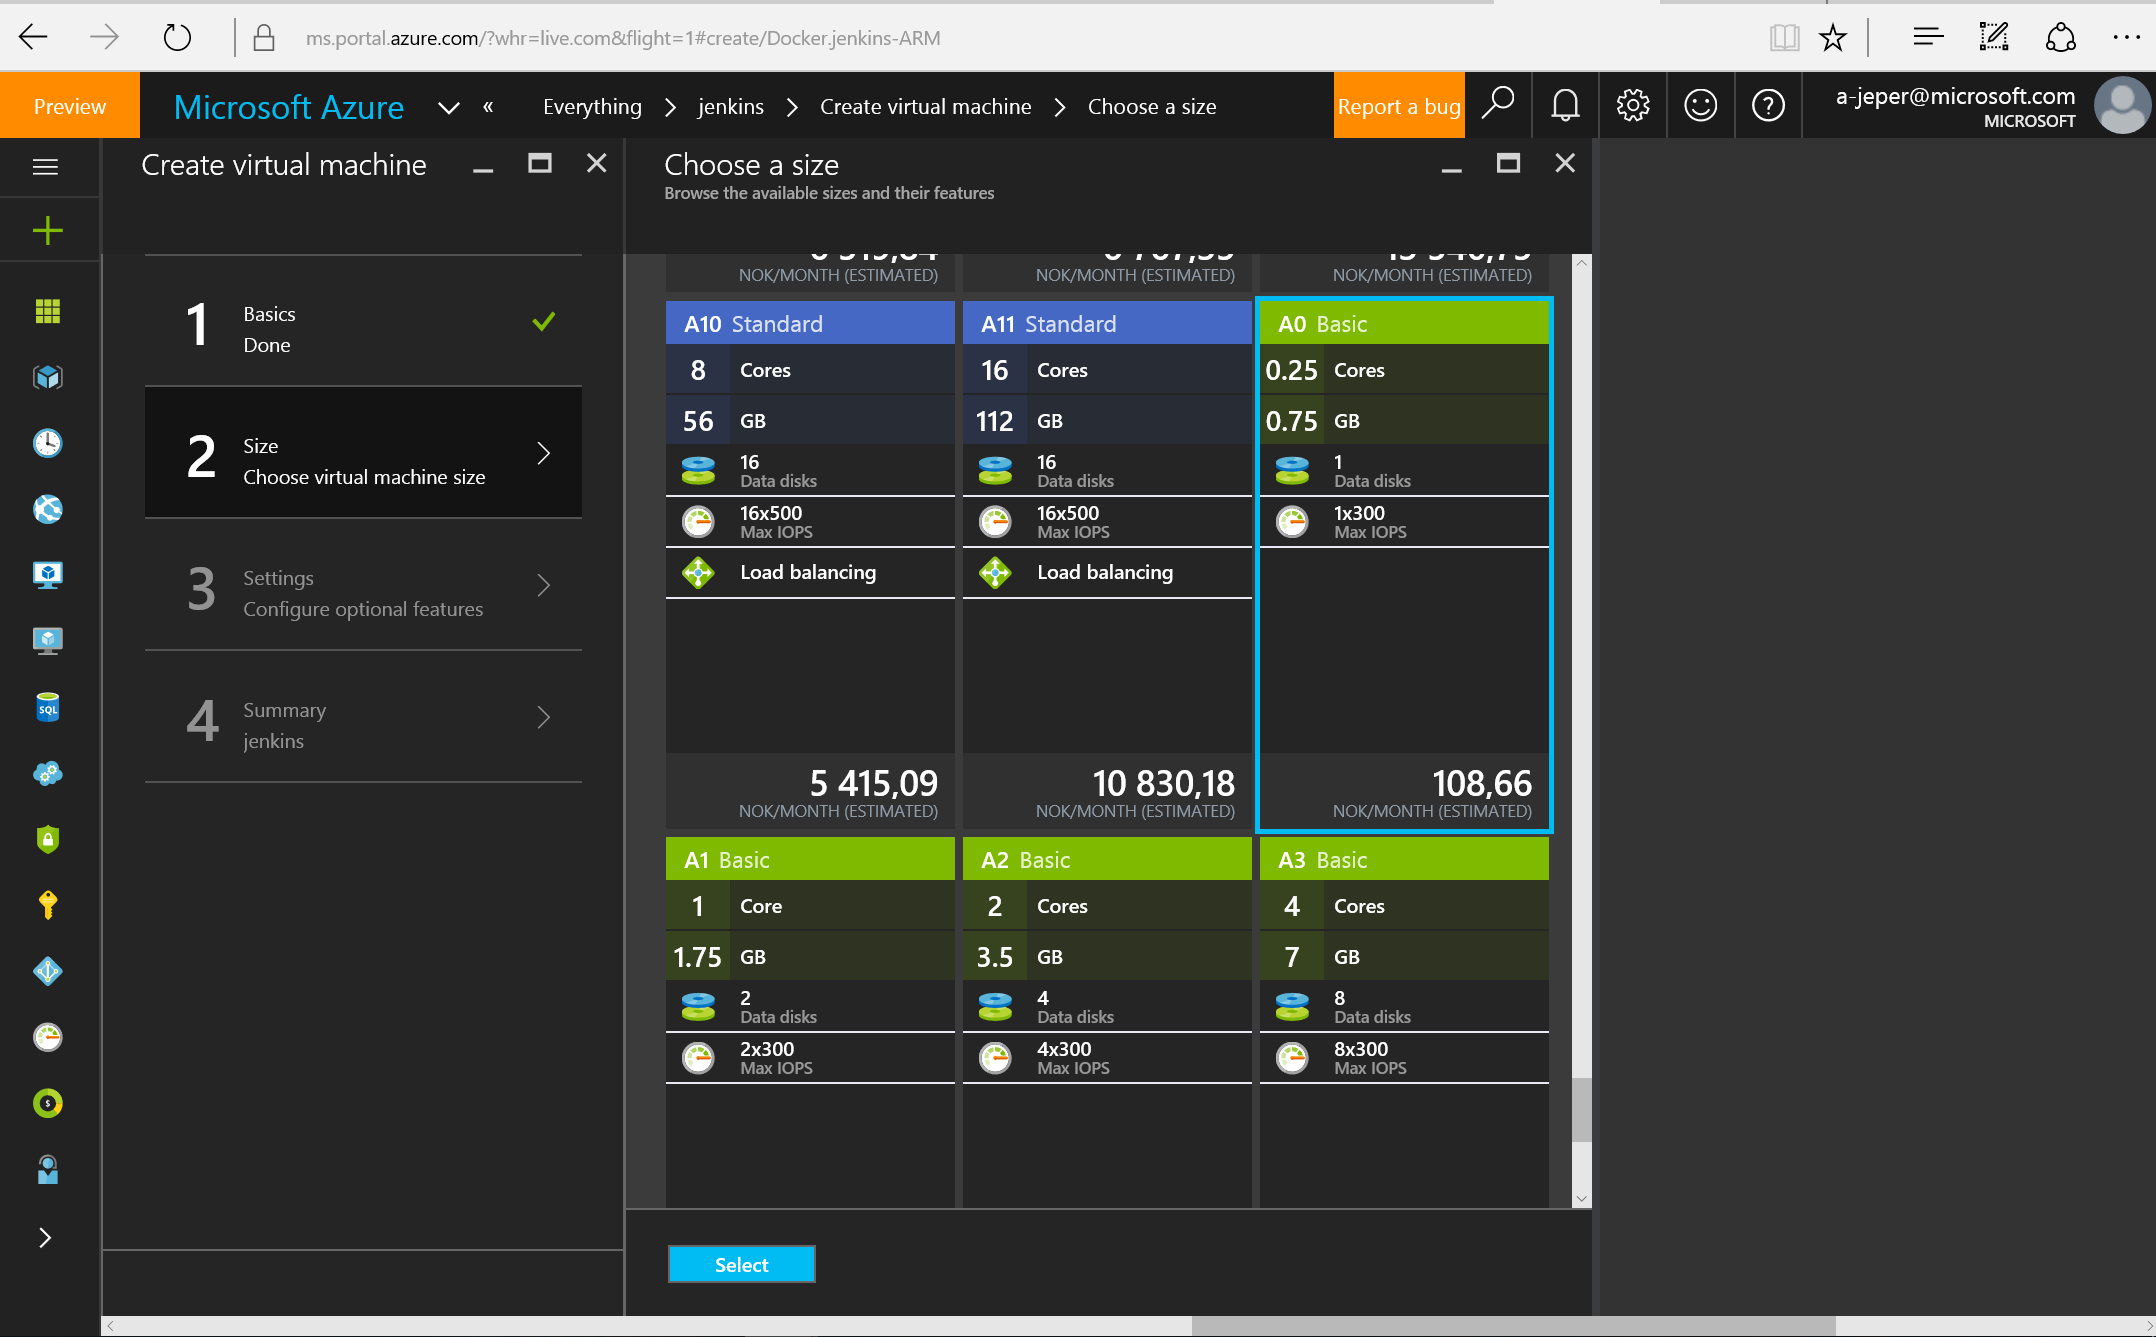 ms.portal.azure.com/?whr=live.com&flight=1#create/Docker.jenkins-ARM
Preview
Microsoft Azure
«
Everything
jenkins
Create virtual machine
Choose a size
Report a bug
a-jeper@microsoft.com
MICROSOFT
Create virtual machine
1
Basics
Done
2
Size
Choose virtual machine size
3
Settings
Configure optional features
4
Summary
jenkins
SQL
Choose a size
Browse the available sizes and their features
NOK/MONTH (ESTIMATED)
NOK/MONTH (ESTIMATED)
NOK/MONTH (ESTIMATED)
A10 Standard
8 Cores
56 GB
16
Data disks
16x500
Max IOPS
Load balancing
5 415,09
NOK/MONTH (ESTIMATED)
A11 Standard
16 Cores
112 GB
16
Data disks
16x500
Max IOPS
Load balancing
10 830,18
NOK/MONTH (ESTIMATED)
A0 Basic
0.25 Cores
0.75 GB
1
Data disks
1x300
Max IOPS
108,66
NOK/MONTH (ESTIMATED)
A1 Basic
1 Core
1.75 GB
2
Data disks
2x300
Max IOPS
A2 Basic
2 Cores
3.5 GB
4
Data disks
4x300
Max IOPS
A3 Basic
4 Cores
7 GB
8
Data disks
8x300
Max IOPS
Select